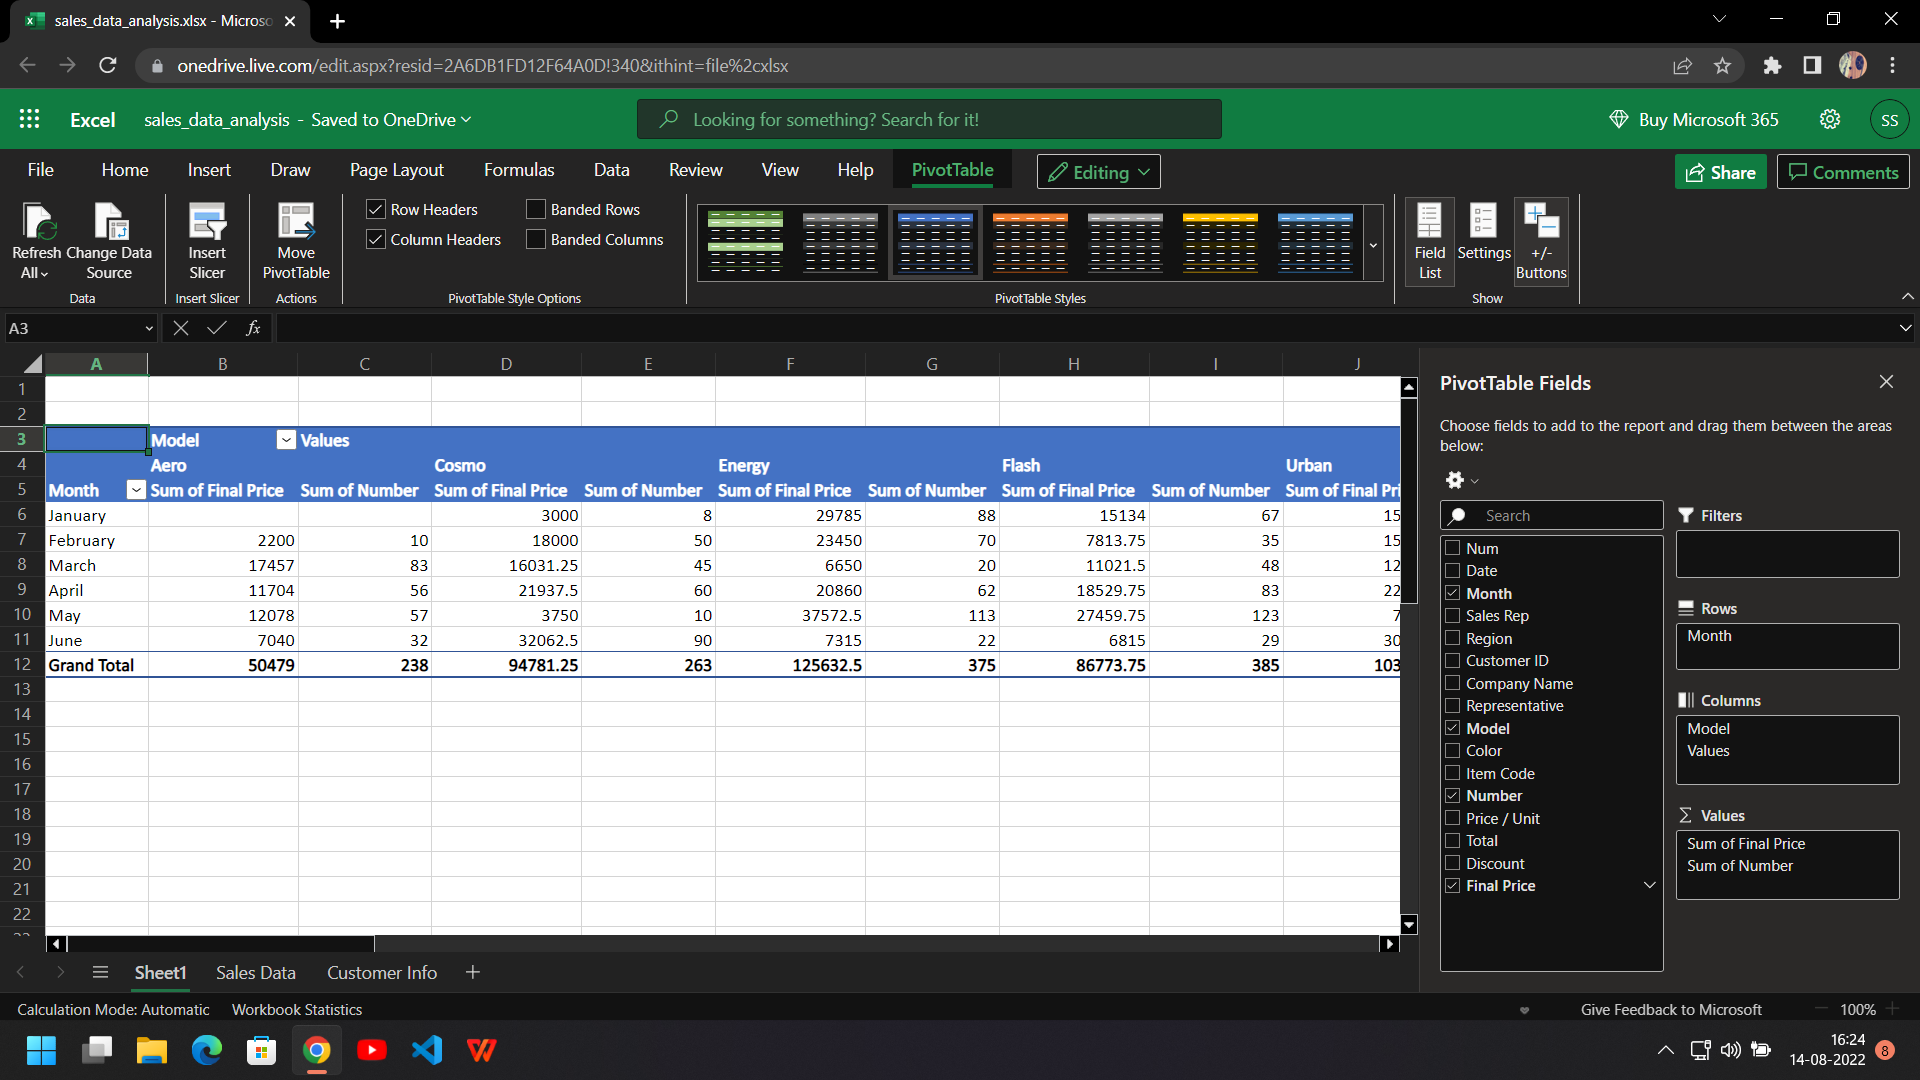 sales_data_analysis.xlsx - Microso
onedrive.live.com/edit.aspx?resid=2A6DB1FD12F64A0D!340&ithint=file%2cxlsx
Excel sales_data_analysis - Saved to OneDrive
Looking for something? Search for it!
Buy Microsoft 365
SS
File Home Insert Draw Page Layout Formulas Data Review View Help PivotTable Editing Share Comments
Refresh All
Change Data Source
Data
Insert Slicer
Insert Slicer
Move PivotTable
Actions
Row Headers Banded Rows
Column Headers Banded Columns
PivotTable Style Options
PivotTable Styles
Field List
Settings
+/- Buttons
Show
A3 fx
A B C D E F G H I J
1
2
3 Model Values
4 Aero Cosmo Energy Flash Urban
5 Month Sum of Final Price Sum of Number Sum of Final Price Sum of Number Sum of Final Price Sum of Number Sum of Final Price Sum of Number Sum of Final Pri
6 January 3000 8 29785 88 15134 67 15
7 February 2200 10 18000 50 23450 70 7813.75 35 15
8 March 17457 83 16031.25 45 6650 20 11021.5 48 12
9 April 11704 56 21937.5 60 20860 62 18529.75 83 22
10 May 12078 57 3750 10 37572.5 113 27459.75 123 7
11 June 7040 32 32062.5 90 7315 22 6815 29 30
12 Grand Total 50479 238 94781.25 263 125632.5 375 86773.75 385 103
13
14
15
16
17
18
19
20
21
22
PivotTable Fields
Choose fields to add to the report and drag them between the areas
below:
Search
Num
Date
Month
Sales Rep
Region
Customer ID
Company Name
Representative
Model
Color
Item Code
Number
Price / Unit
Total
Discount
Final Price
Filters
Rows
Month
Columns
Model
Values
Σ Values
Sum of Final Price
Sum of Number
Sheet1 Sales Data Customer Info
Calculation Mode: Automatic Workbook Statistics
Give Feedback to Microsoft 100%
16:24
14-08-2022
8